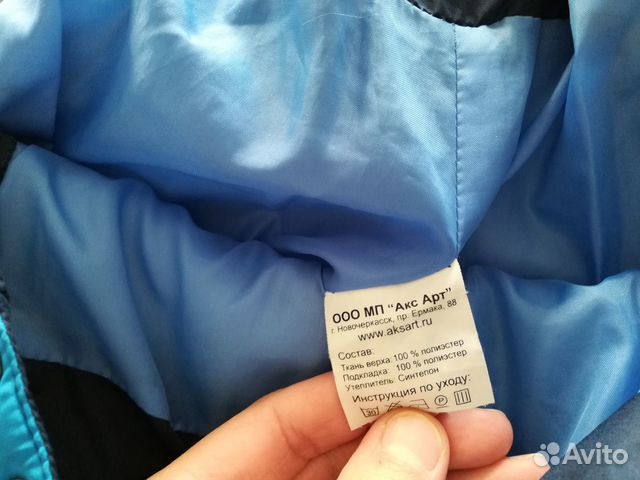 ООО МП "Акс Арт"
г. Новочеркасск, пр. Ермака, 88
www.aksart.ru
Состав:
Ткань верха: 100 % полиэстер
Подкладка: 100 % полиэстер
Утеплитель: Синтепон
Инструкция по уходу:
30 P
Avito